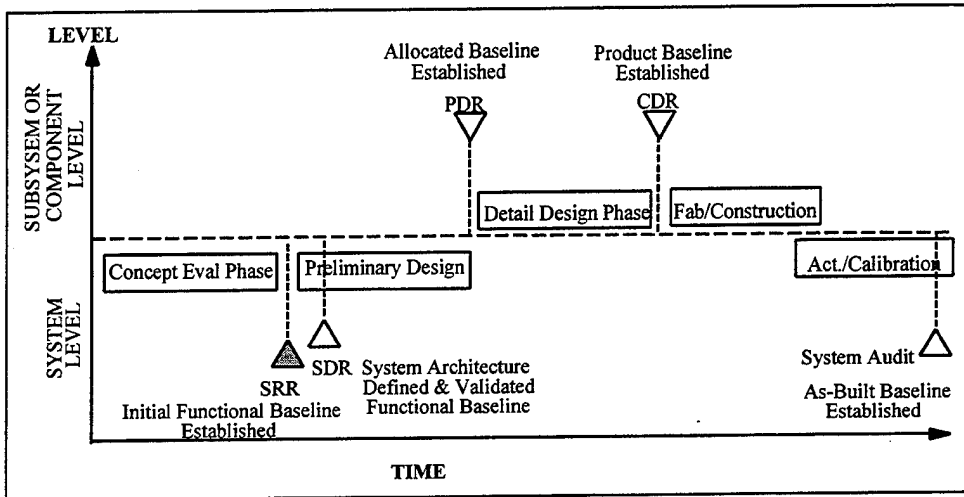 LEVEL
SUBSYSEM OR
COMPONENT
LEVEL
Allocated Baseline
Established
PDR
Product Baseline
Established
CDR
Detail Design Phase
Fab/Construction
Concept Eval Phase
Preliminary Design
Act./Calibration
SYSTEM
LEVEL
SRR
Initial Functional Baseline
Established
SDR
System Architecture
Defined & Validated
Functional Baseline
System Audit
As-Built Baseline
Established
TIME